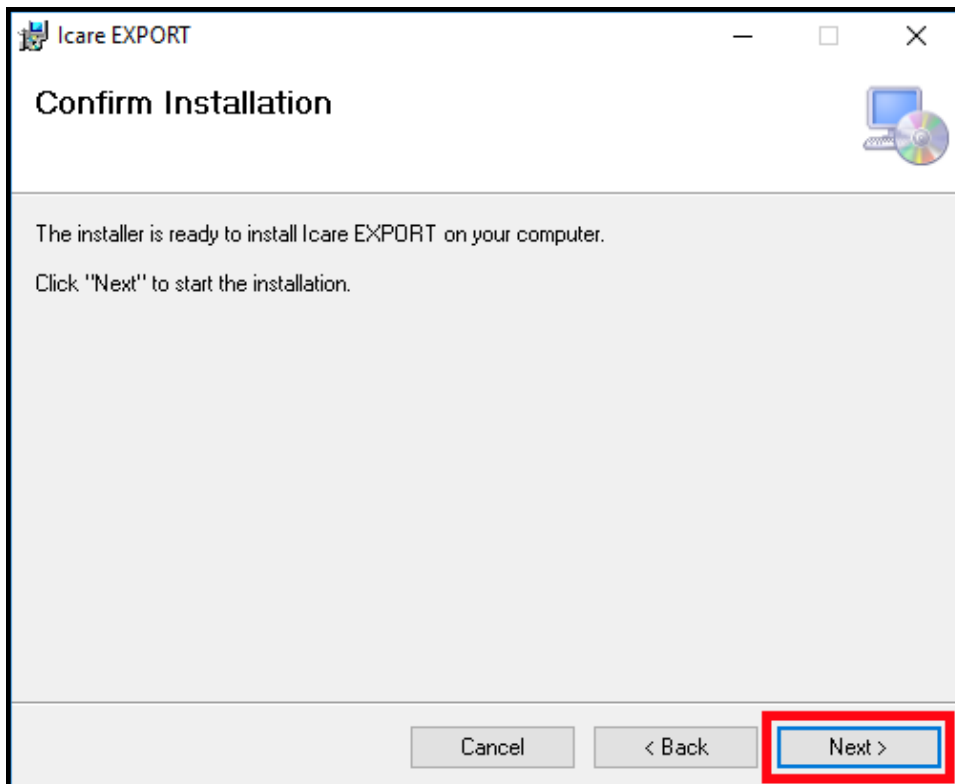 Icare EXPORT
Confirm Installation
The installer is ready to install Icare EXPORT on your computer.
Click "Next" to start the installation.
Cancel
< Back
Next >